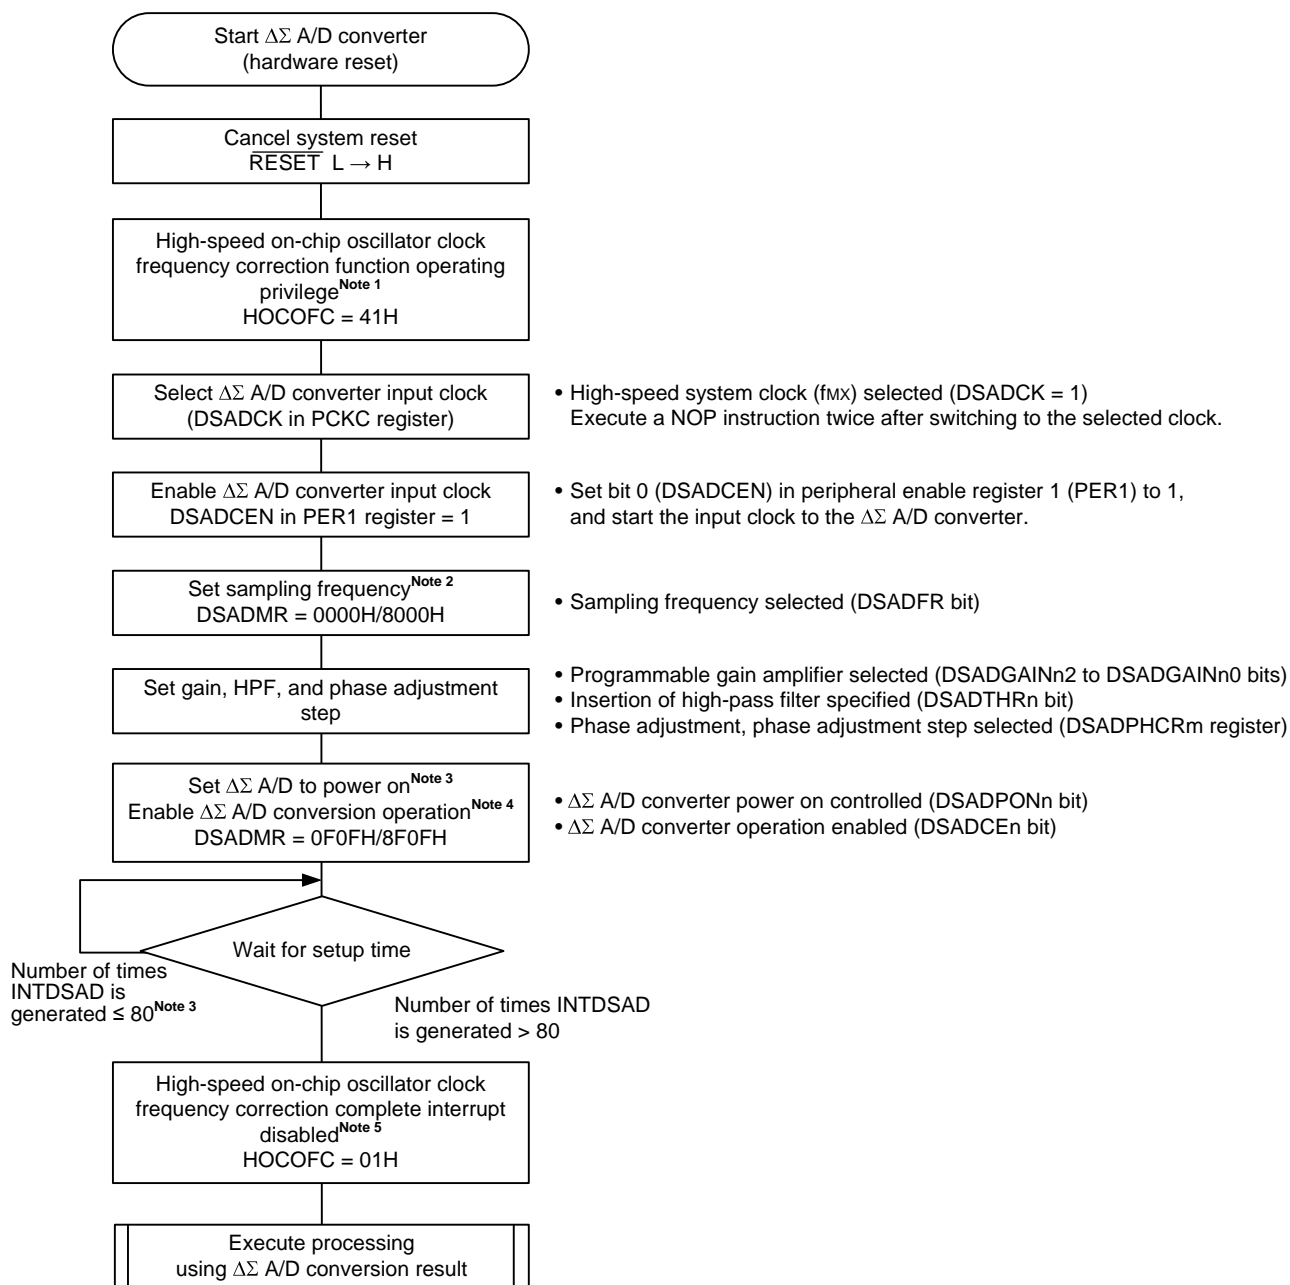 Start ΔΣ A/D converter
(hardware reset)
Cancel system reset
RESET L → H
High-speed on-chip oscillator clock
frequency correction function operating
privilegeNote 1
HOCOFC = 41H
Select ΔΣ A/D converter input clock
(DSADCK in PCKC register)
• High-speed system clock (fMX) selected (DSADCK = 1)
Execute a NOP instruction twice after switching to the selected clock.
Enable ΔΣ A/D converter input clock
DSADCEN in PER1 register = 1
• Set bit 0 (DSADCEN) in peripheral enable register 1 (PER1) to 1,
and start the input clock to the ΔΣ A/D converter.
Set sampling frequencyNote 2
DSADMR = 0000H/8000H
• Sampling frequency selected (DSADFR bit)
Set gain, HPF, and phase adjustment
step
• Programmable gain amplifier selected (DSADGAINn2 to DSADGAINn0 bits)
• Insertion of high-pass filter specified (DSADTHRn bit)
• Phase adjustment, phase adjustment step selected (DSADPHCRm register)
Set ΔΣ A/D to power onNote 3
Enable ΔΣ A/D conversion operationNote 4
DSADMR = 0F0FH/8F0FH
• ΔΣ A/D converter power on controlled (DSADPONn bit)
• ΔΣ A/D converter operation enabled (DSADCEn bit)
Wait for setup time
Number of times
INTDSAD is
generated ≤ 80Note 3
Number of times INTDSAD
is generated > 80
High-speed on-chip oscillator clock
frequency correction complete interrupt
disabledNote 5
HOCOFC = 01H
Execute processing
using ΔΣ A/D conversion result